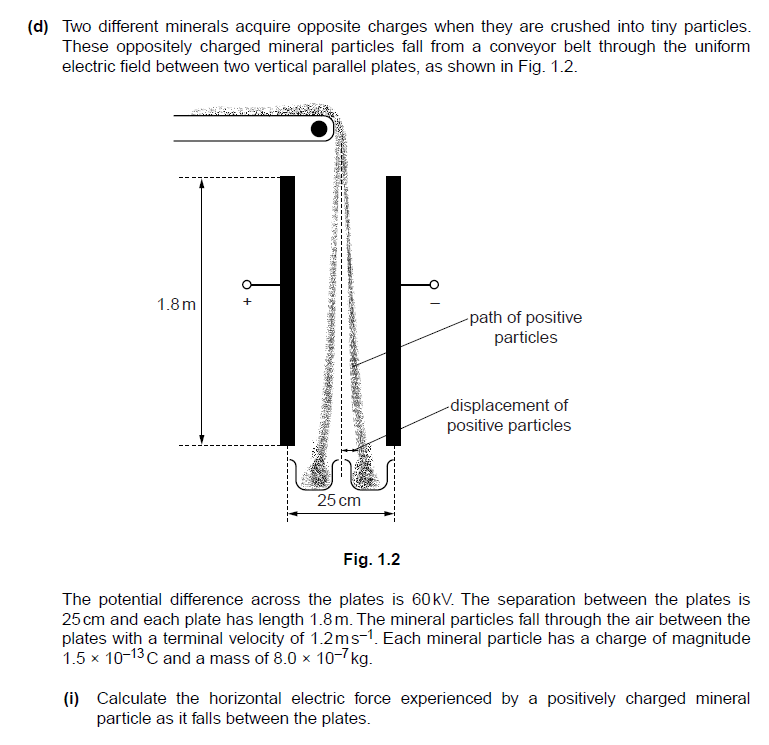 (d) Two different minerals acquire opposite charges when they are crushed into tiny particles.
These oppositely charged mineral particles fall from a conveyor belt through the uniform
electric field between two vertical parallel plates, as shown in Fig. 1.2.
1.8 m
+
–
path of positive
particles
displacement of
positive particles
25 cm
Fig. 1.2
The potential difference across the plates is 60 kV. The separation between the plates is
25 cm and each plate has length 1.8 m. The mineral particles fall through the air between the
plates with a terminal velocity of 1.2 m s⁻¹. Each mineral particle has a charge of magnitude
1.5 × 10⁻¹³ C and a mass of 8.0 × 10⁻⁷ kg.
(i) Calculate the horizontal electric force experienced by a positively charged mineral
particle as it falls between the plates.